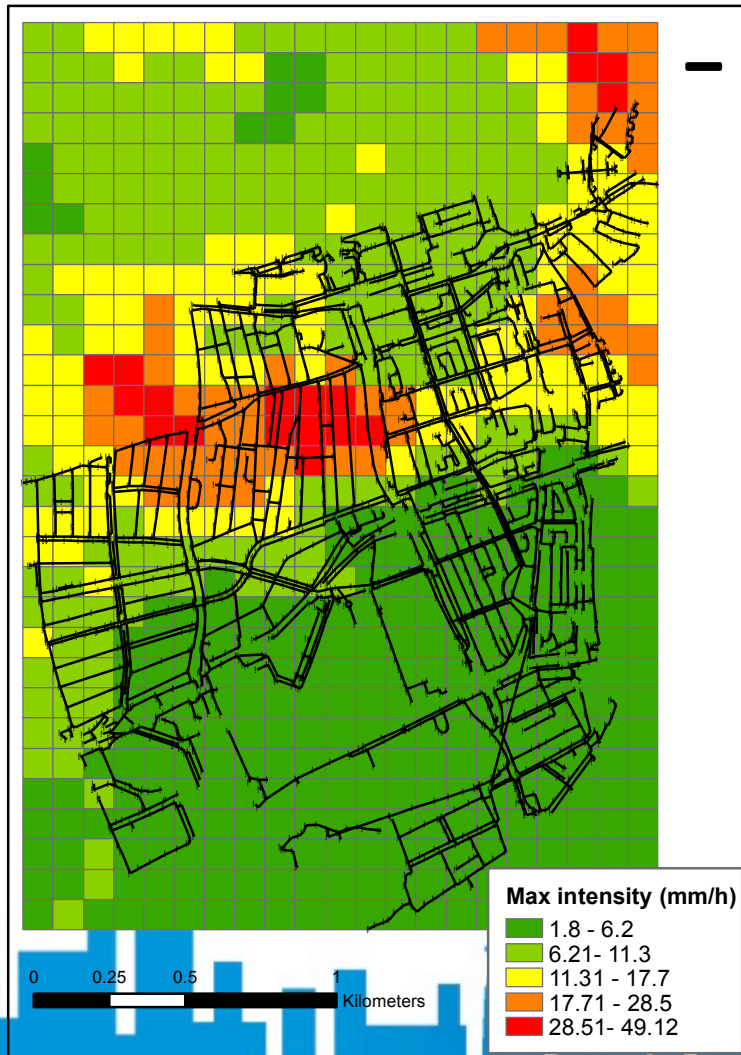 Max intensity (mm/h)
1.8 - 6.2
6.21- 11.3
11.31 - 17.7
17.71 - 28.5
28.51- 49.12
0 0.25 0.5 1
Kilometers